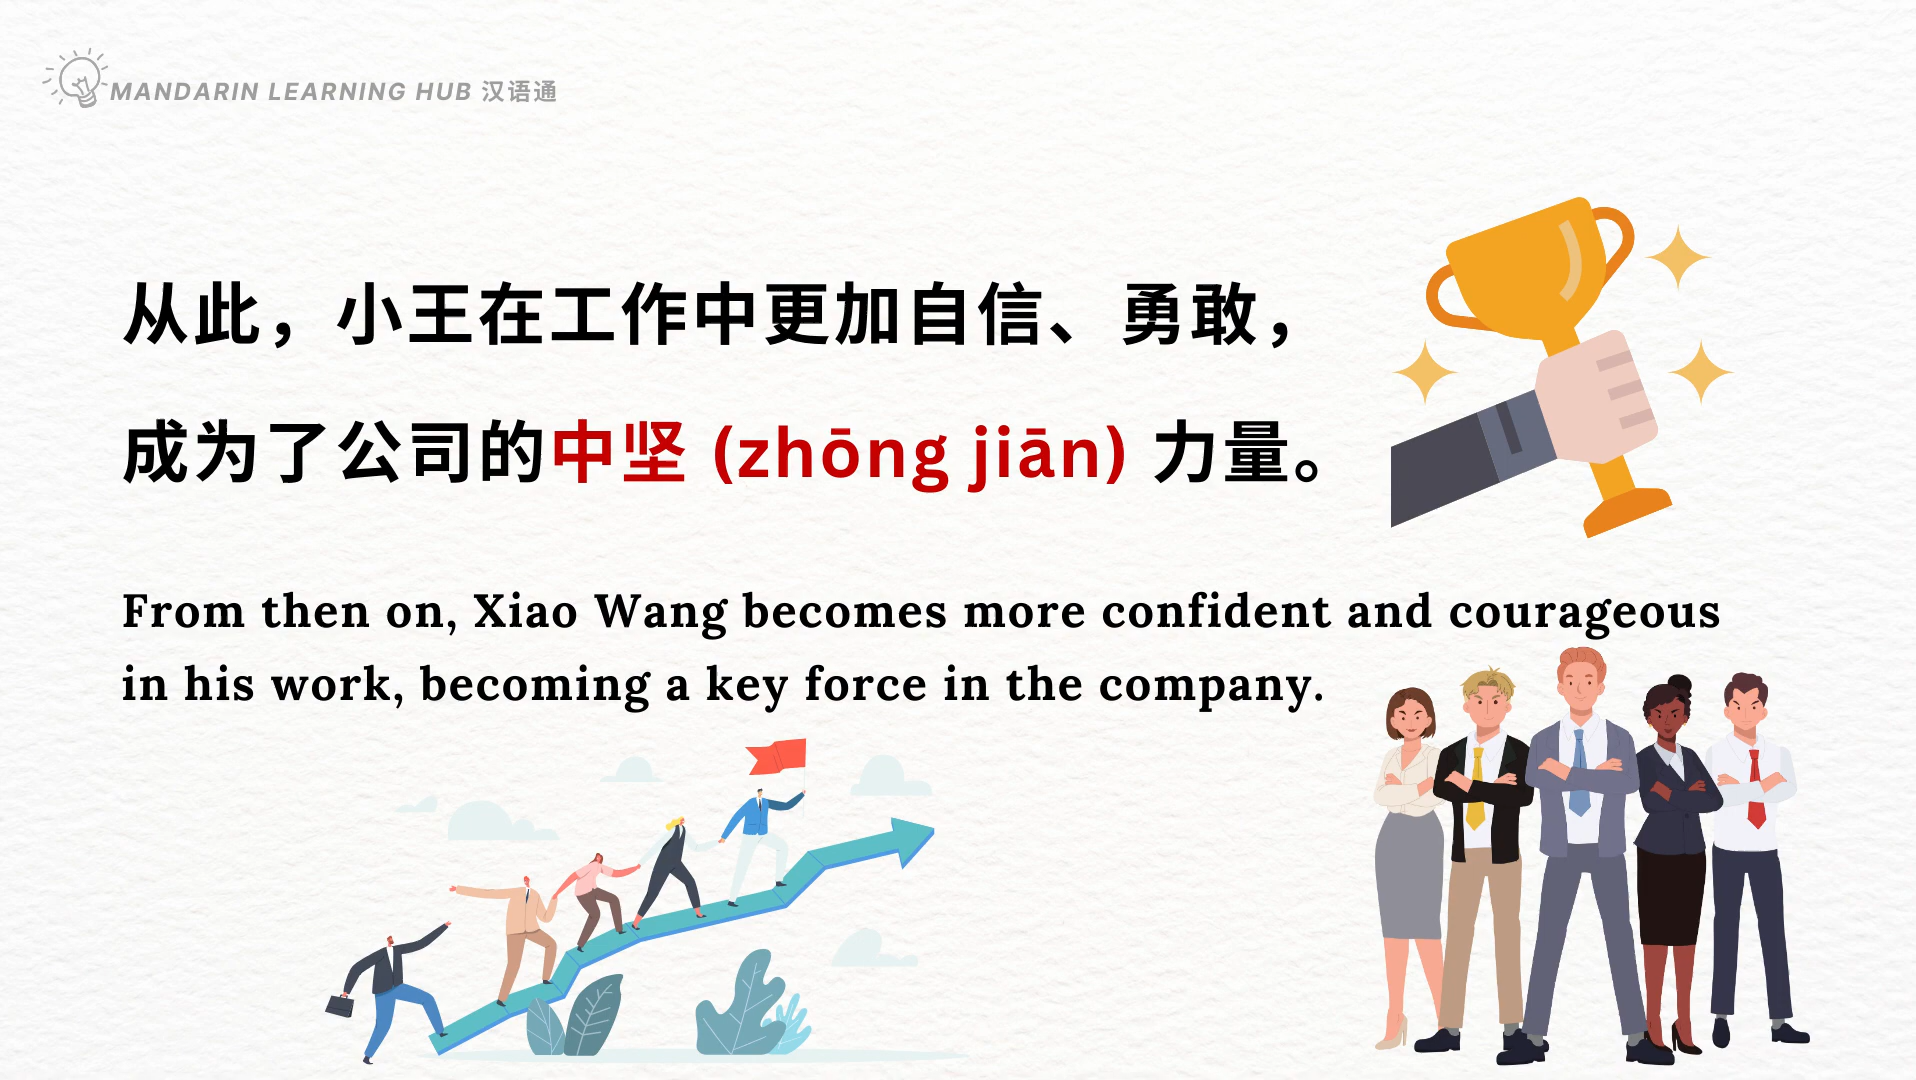 MANDARIN LEARNING HUB 汉语通
从此，小王在工作中更加自信、勇敢，
成为了公司的中坚 (zhōng jiān) 力量。
From then on, Xiao Wang becomes more confident and courageous
in his work, becoming a key force in the company.